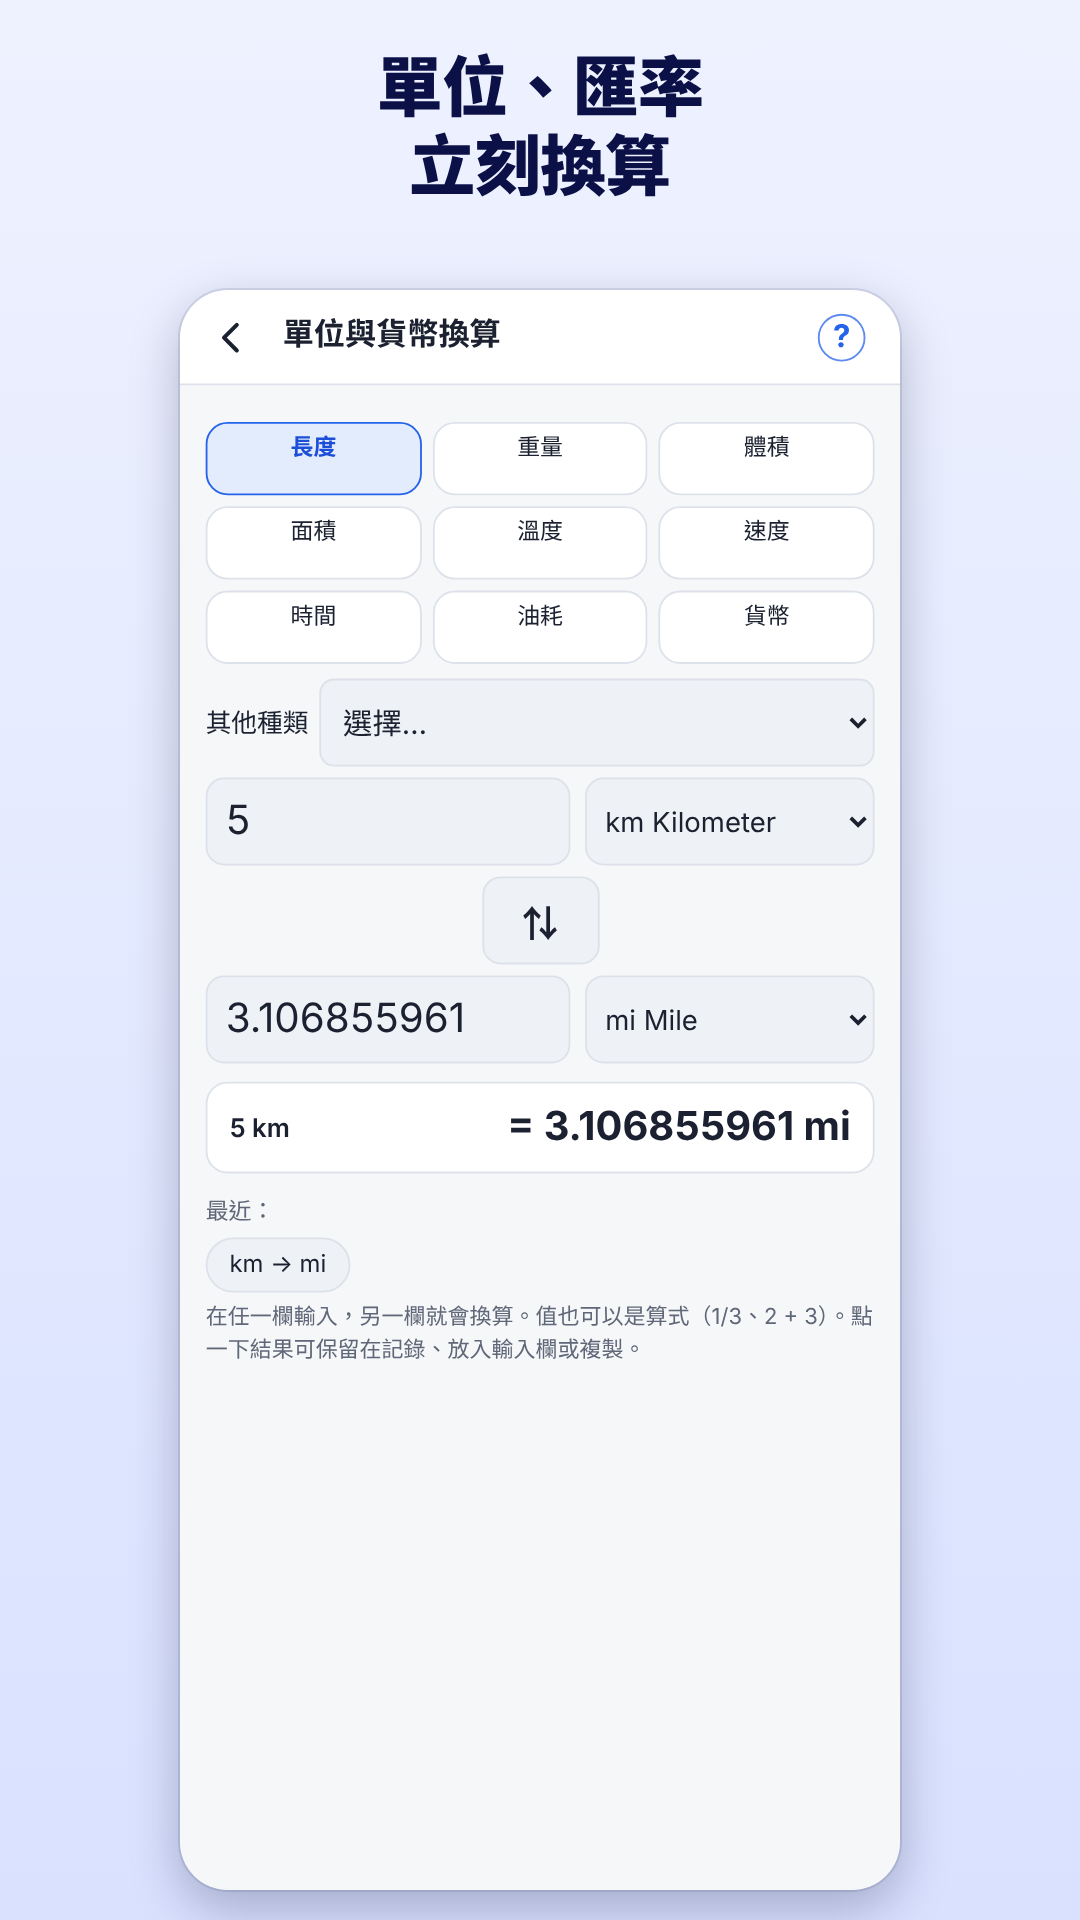 單位、匯率
立刻換算
單位與貨幣換算
?
長度
重量
體積
面積
溫度
速度
時間
油耗
貨幣
其他種類
選擇...
5
km Kilometer
3.106855961
mi Mile
5 km
= 3.106855961 mi
最近：
km → mi
在任一欄輸入，另一欄就會換算。值也可以是算式（1/3、2 + 3）。點
一下結果可保留在記錄、放入輸入欄或複製。